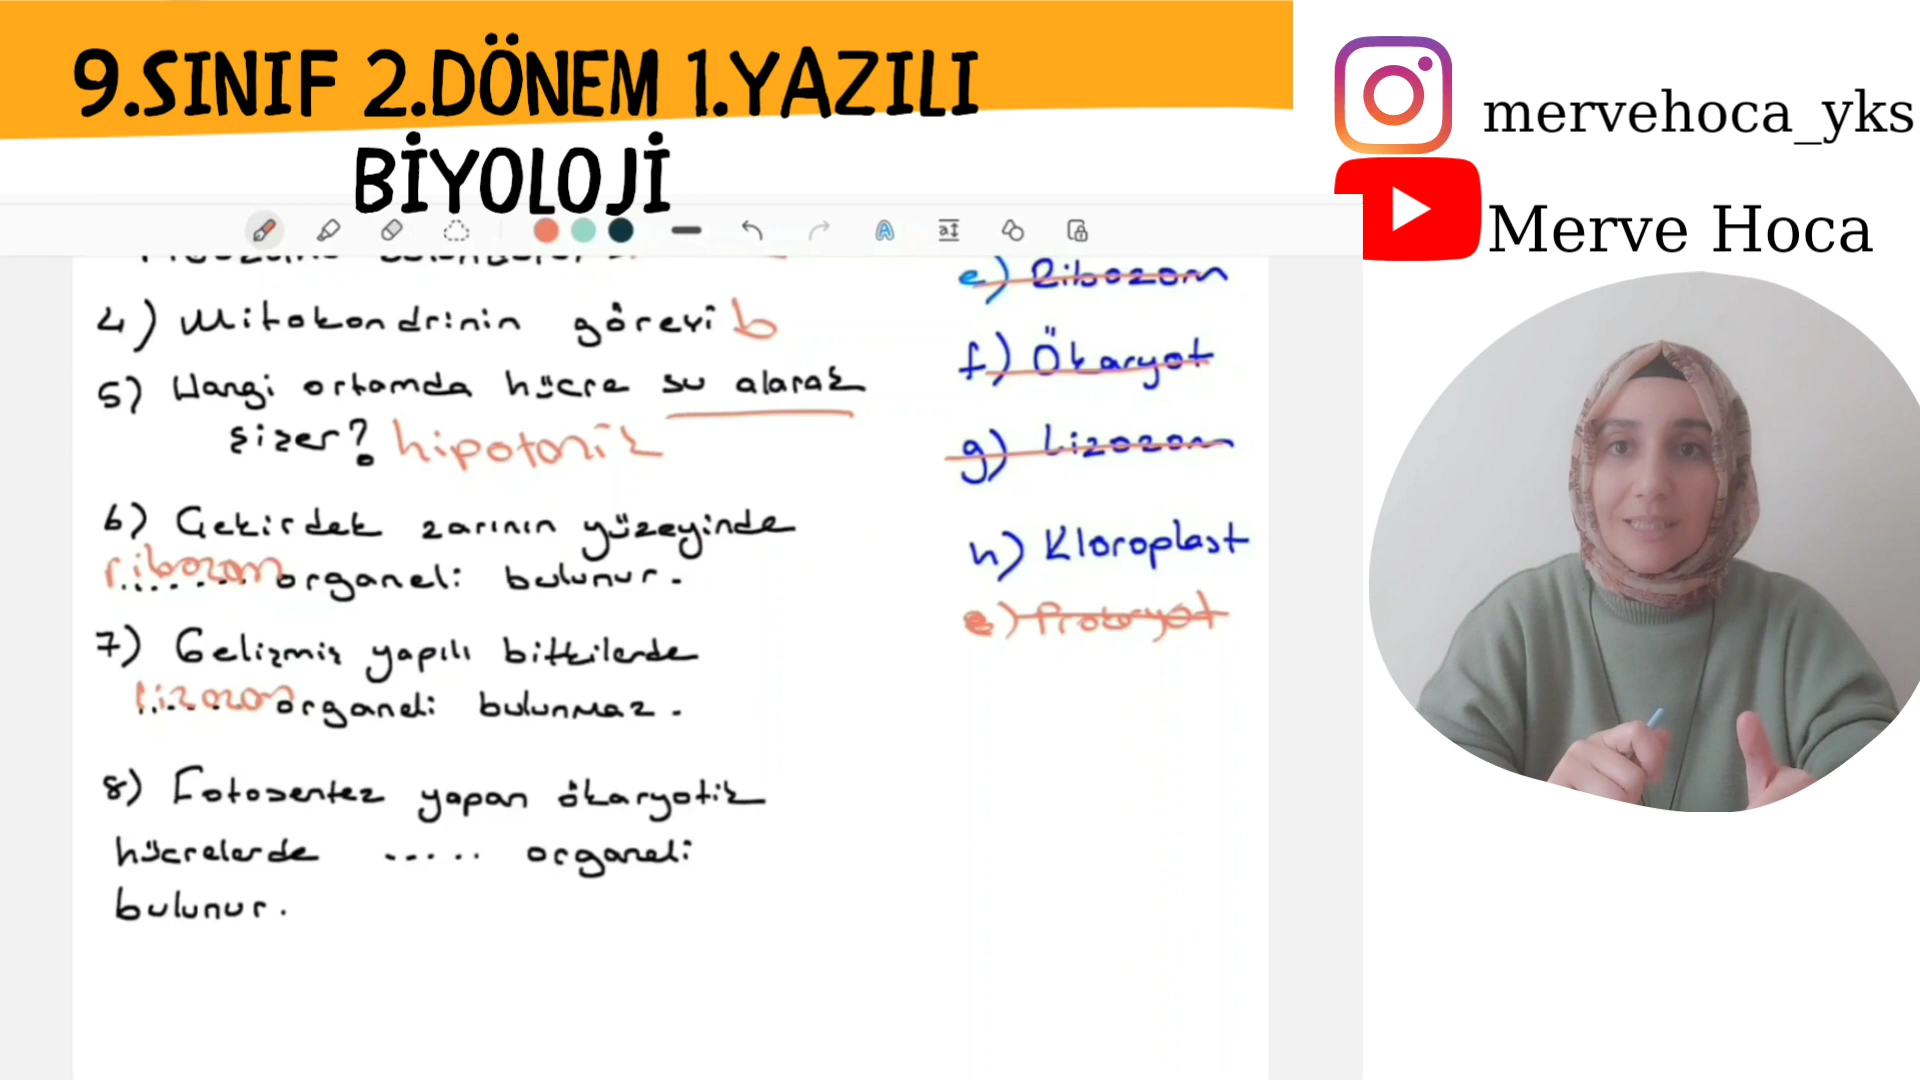 9.SINIF 2.DÖNEM 1.YAZILI
BİYOLOJİ
mervehoca_yks
Merve Hoca
4) Mitokondrinin görevi b
5) Hangi ortamda hücre su alarak
şişer? hipotonik
6) Çekirdek zarının yüzeyinde
ribozom organeli bulunur.
7) Gelişmiş yapılı bitkilerde
lizozom organeli bulunmaz.
8) Fotosentez yapan ökaryotik
hücrelerde ..... organeli
bulunur.
e) Ribozom
f) Ökaryot
g) Lizozom
h) Kloroplast
e) Prokaryot